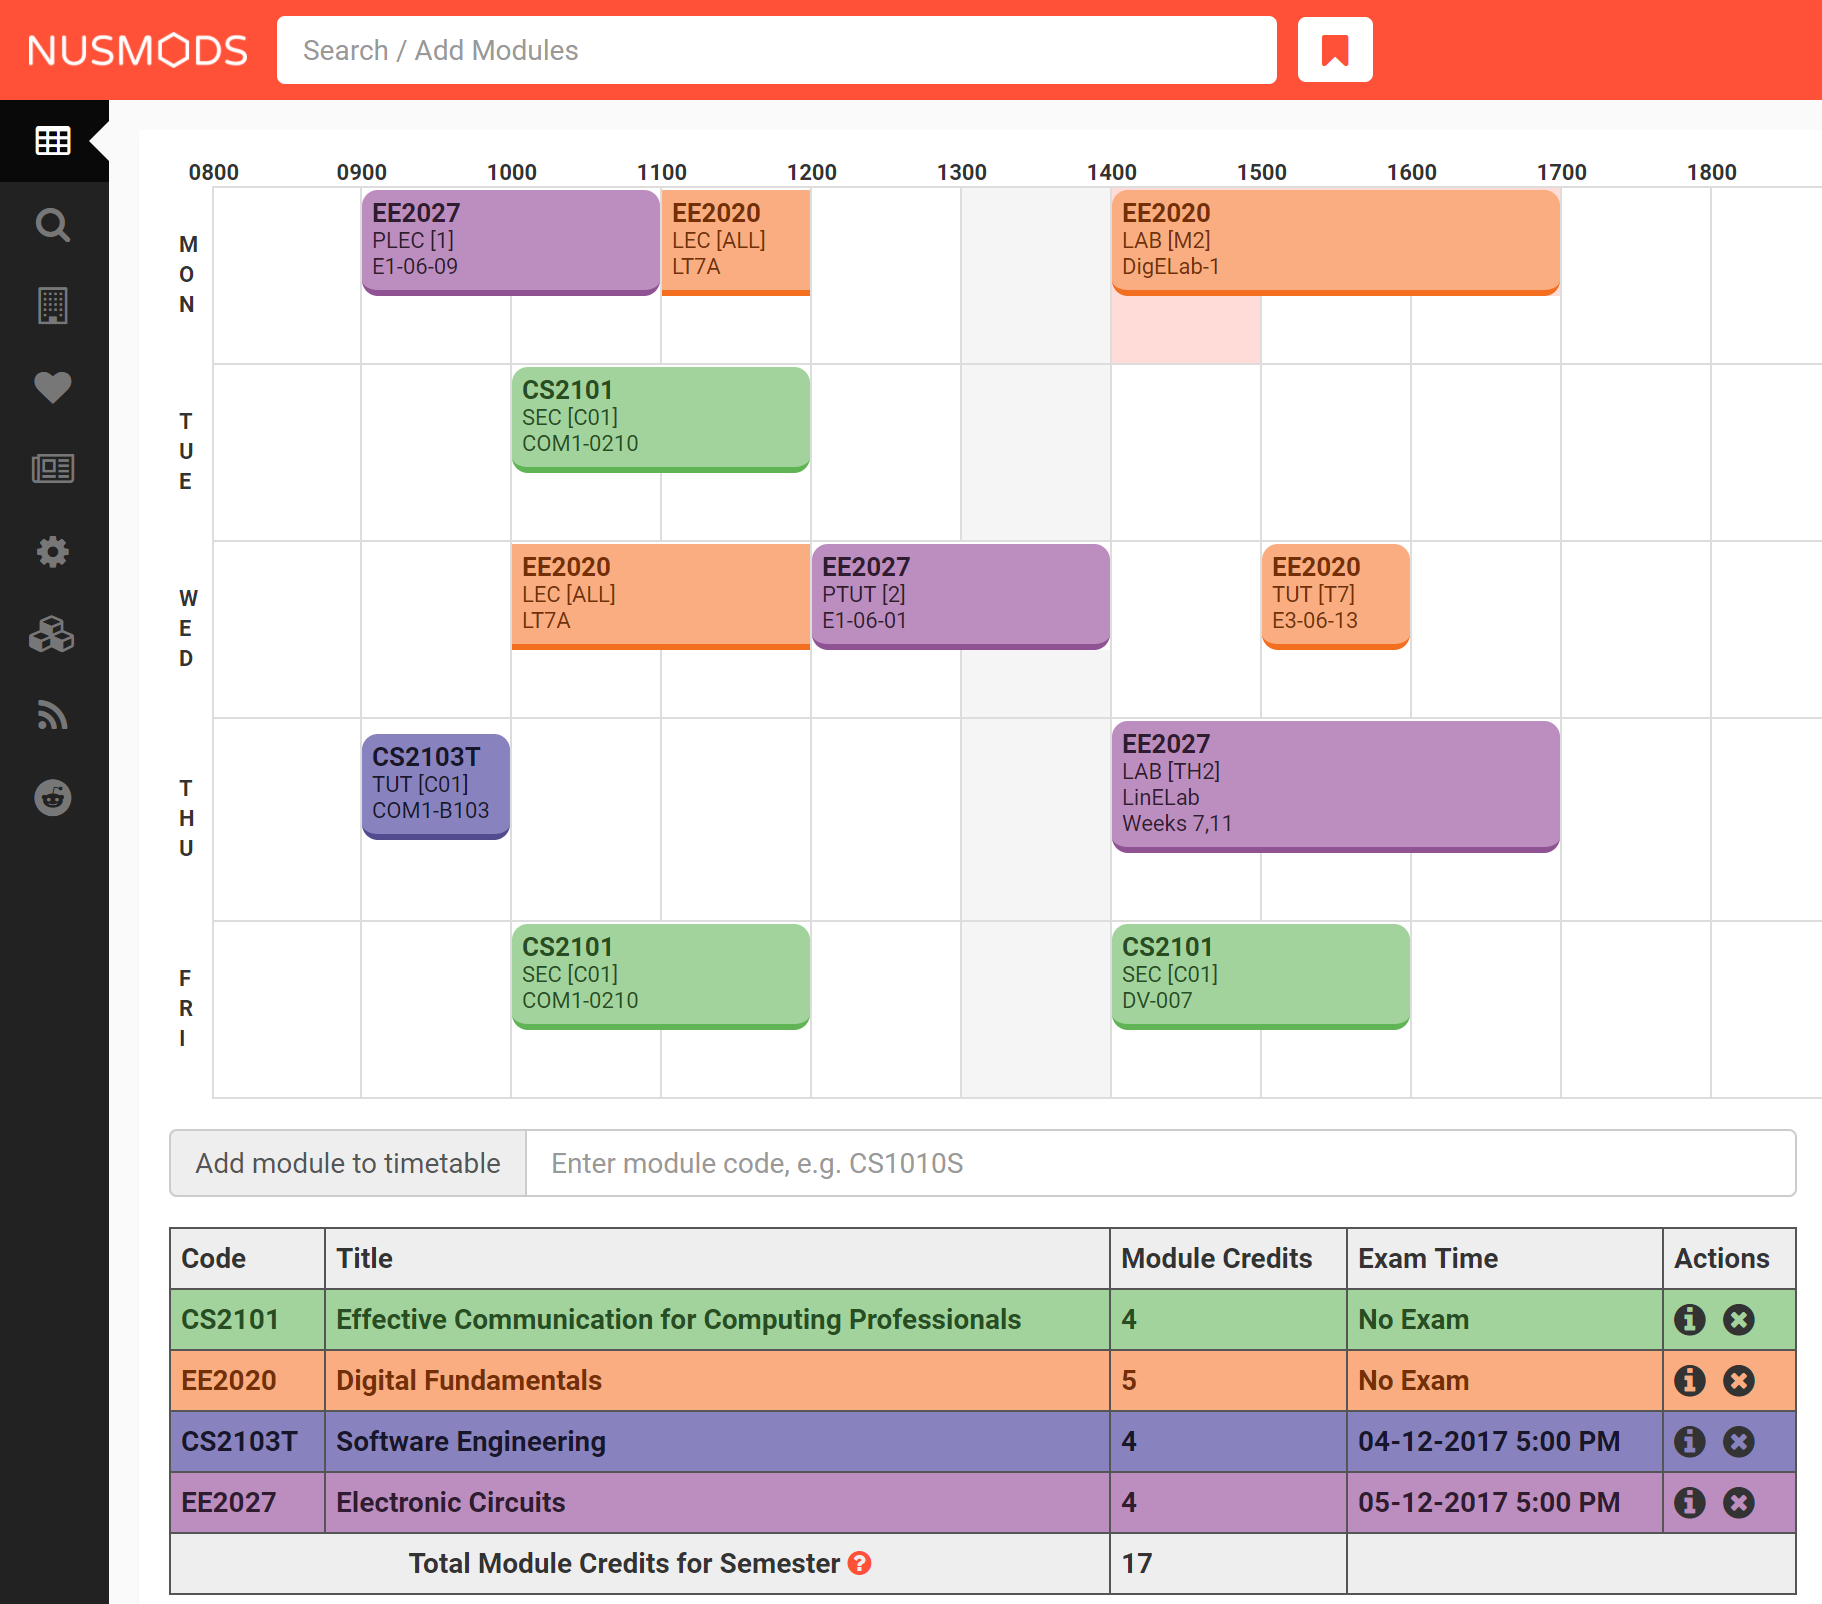 NUSMODS
Search / Add Modules
0800 0900 1000 1100 1200 1300 1400 1500 1600 1700 1800
MON
EE2027
PLEC [1]
E1-06-09
EE2020
LEC [ALL]
LT7A
EE2020
LAB [M2]
DigELab-1
TUE
CS2101
SEC [C01]
COM1-0210
WED
EE2020
LEC [ALL]
LT7A
EE2027
PTUT [2]
E1-06-01
EE2020
TUT [T7]
E3-06-13
THU
CS2103T
TUT [C01]
COM1-B103
EE2027
LAB [TH2]
LinELab
Weeks 7,11
FRI
CS2101
SEC [C01]
COM1-0210
CS2101
SEC [C01]
DV-007
Add module to timetable Enter module code, e.g. CS1010S
Code Title Module Credits Exam Time Actions
CS2101 Effective Communication for Computing Professionals 4 No Exam
EE2020 Digital Fundamentals 5 No Exam
CS2103T Software Engineering 4 04-12-2017 5:00 PM
EE2027 Electronic Circuits 4 05-12-2017 5:00 PM
Total Module Credits for Semester 17